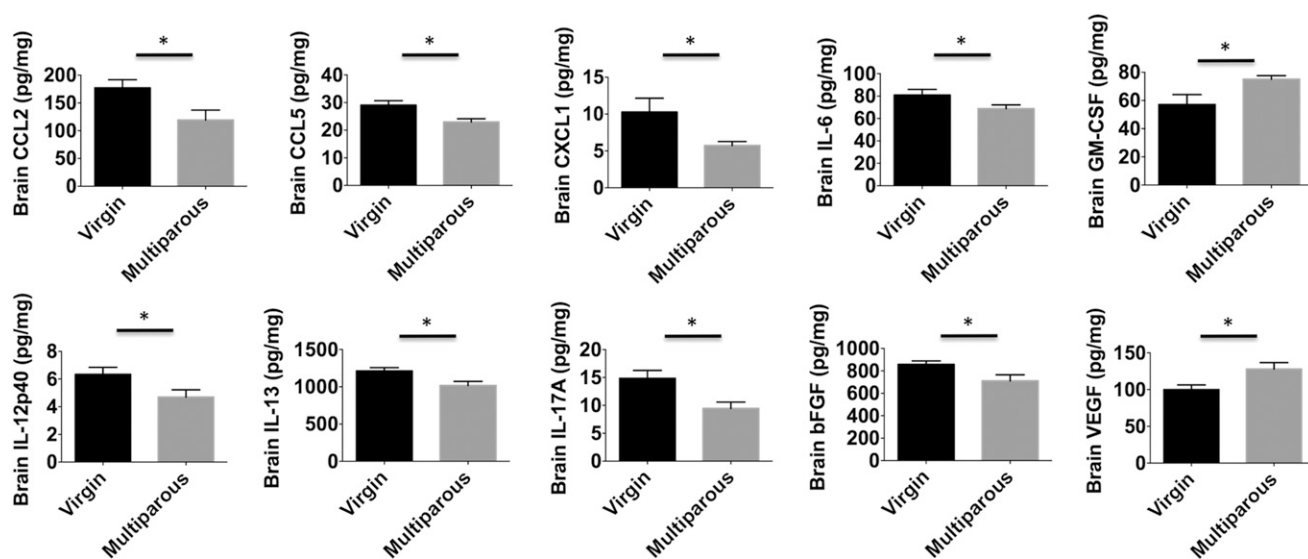 *
*
*
*
*
Brain CCL2 (pg/mg)
200
150
100
50
0
Virgin
Multiparous
Brain CCL5 (pg/mg)
40
30
20
10
0
Virgin
Multiparous
Brain CXCL1 (pg/mg)
15
10
5
0
Virgin
Multiparous
Brain IL-6 (pg/mg)
100
80
60
40
20
0
Virgin
Multiparous
Brain GM-CSF (pg/mg)
80
60
40
20
0
Virgin
Multiparous
*
*
*
*
*
Brain IL-12p40 (pg/mg)
8
6
4
2
0
Virgin
Multiparous
Brain IL-13 (pg/mg)
1500
1000
500
0
Virgin
Multiparous
Brain IL-17A (pg/mg)
20
15
10
5
0
Virgin
Multiparous
Brain bFGF (pg/mg)
1000
800
600
400
200
0
Virgin
Multiparous
Brain VEGF (pg/mg)
150
100
50
0
Virgin
Multiparous